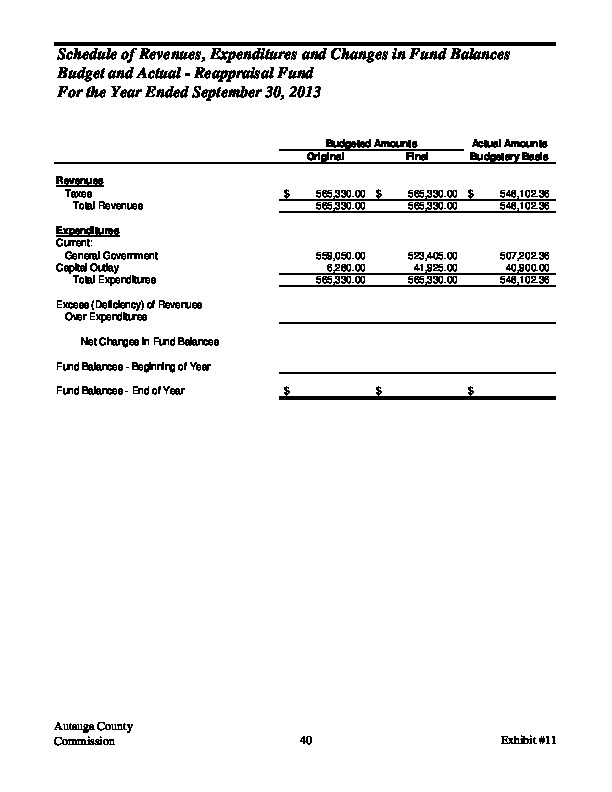 Schedule of Revenues, Expenditures and Changes in Fund Balances
Budget and Actual - Reappraisal Fund
For the Year Ended September 30, 2013
Budgeted Amounts Actual Amounts
Original Final Budgetary Basis
Revenues
Taxes $ 565,330.00 $ 565,330.00 $ 548,102.36
Total Revenues 565,330.00 565,330.00 548,102.36
Expenditures
Current:
General Government 559,050.00 523,405.00 507,202.36
Capital Outlay 6,280.00 41,925.00 40,900.00
Total Expenditures 565,330.00 565,330.00 548,102.36
Excess (Deficiency) of Revenues
Over Expenditures
Net Changes in Fund Balances
Fund Balances - Beginning of Year
Fund Balances - End of Year $ $ $
Autauga County
Commission 40 Exhibit #11